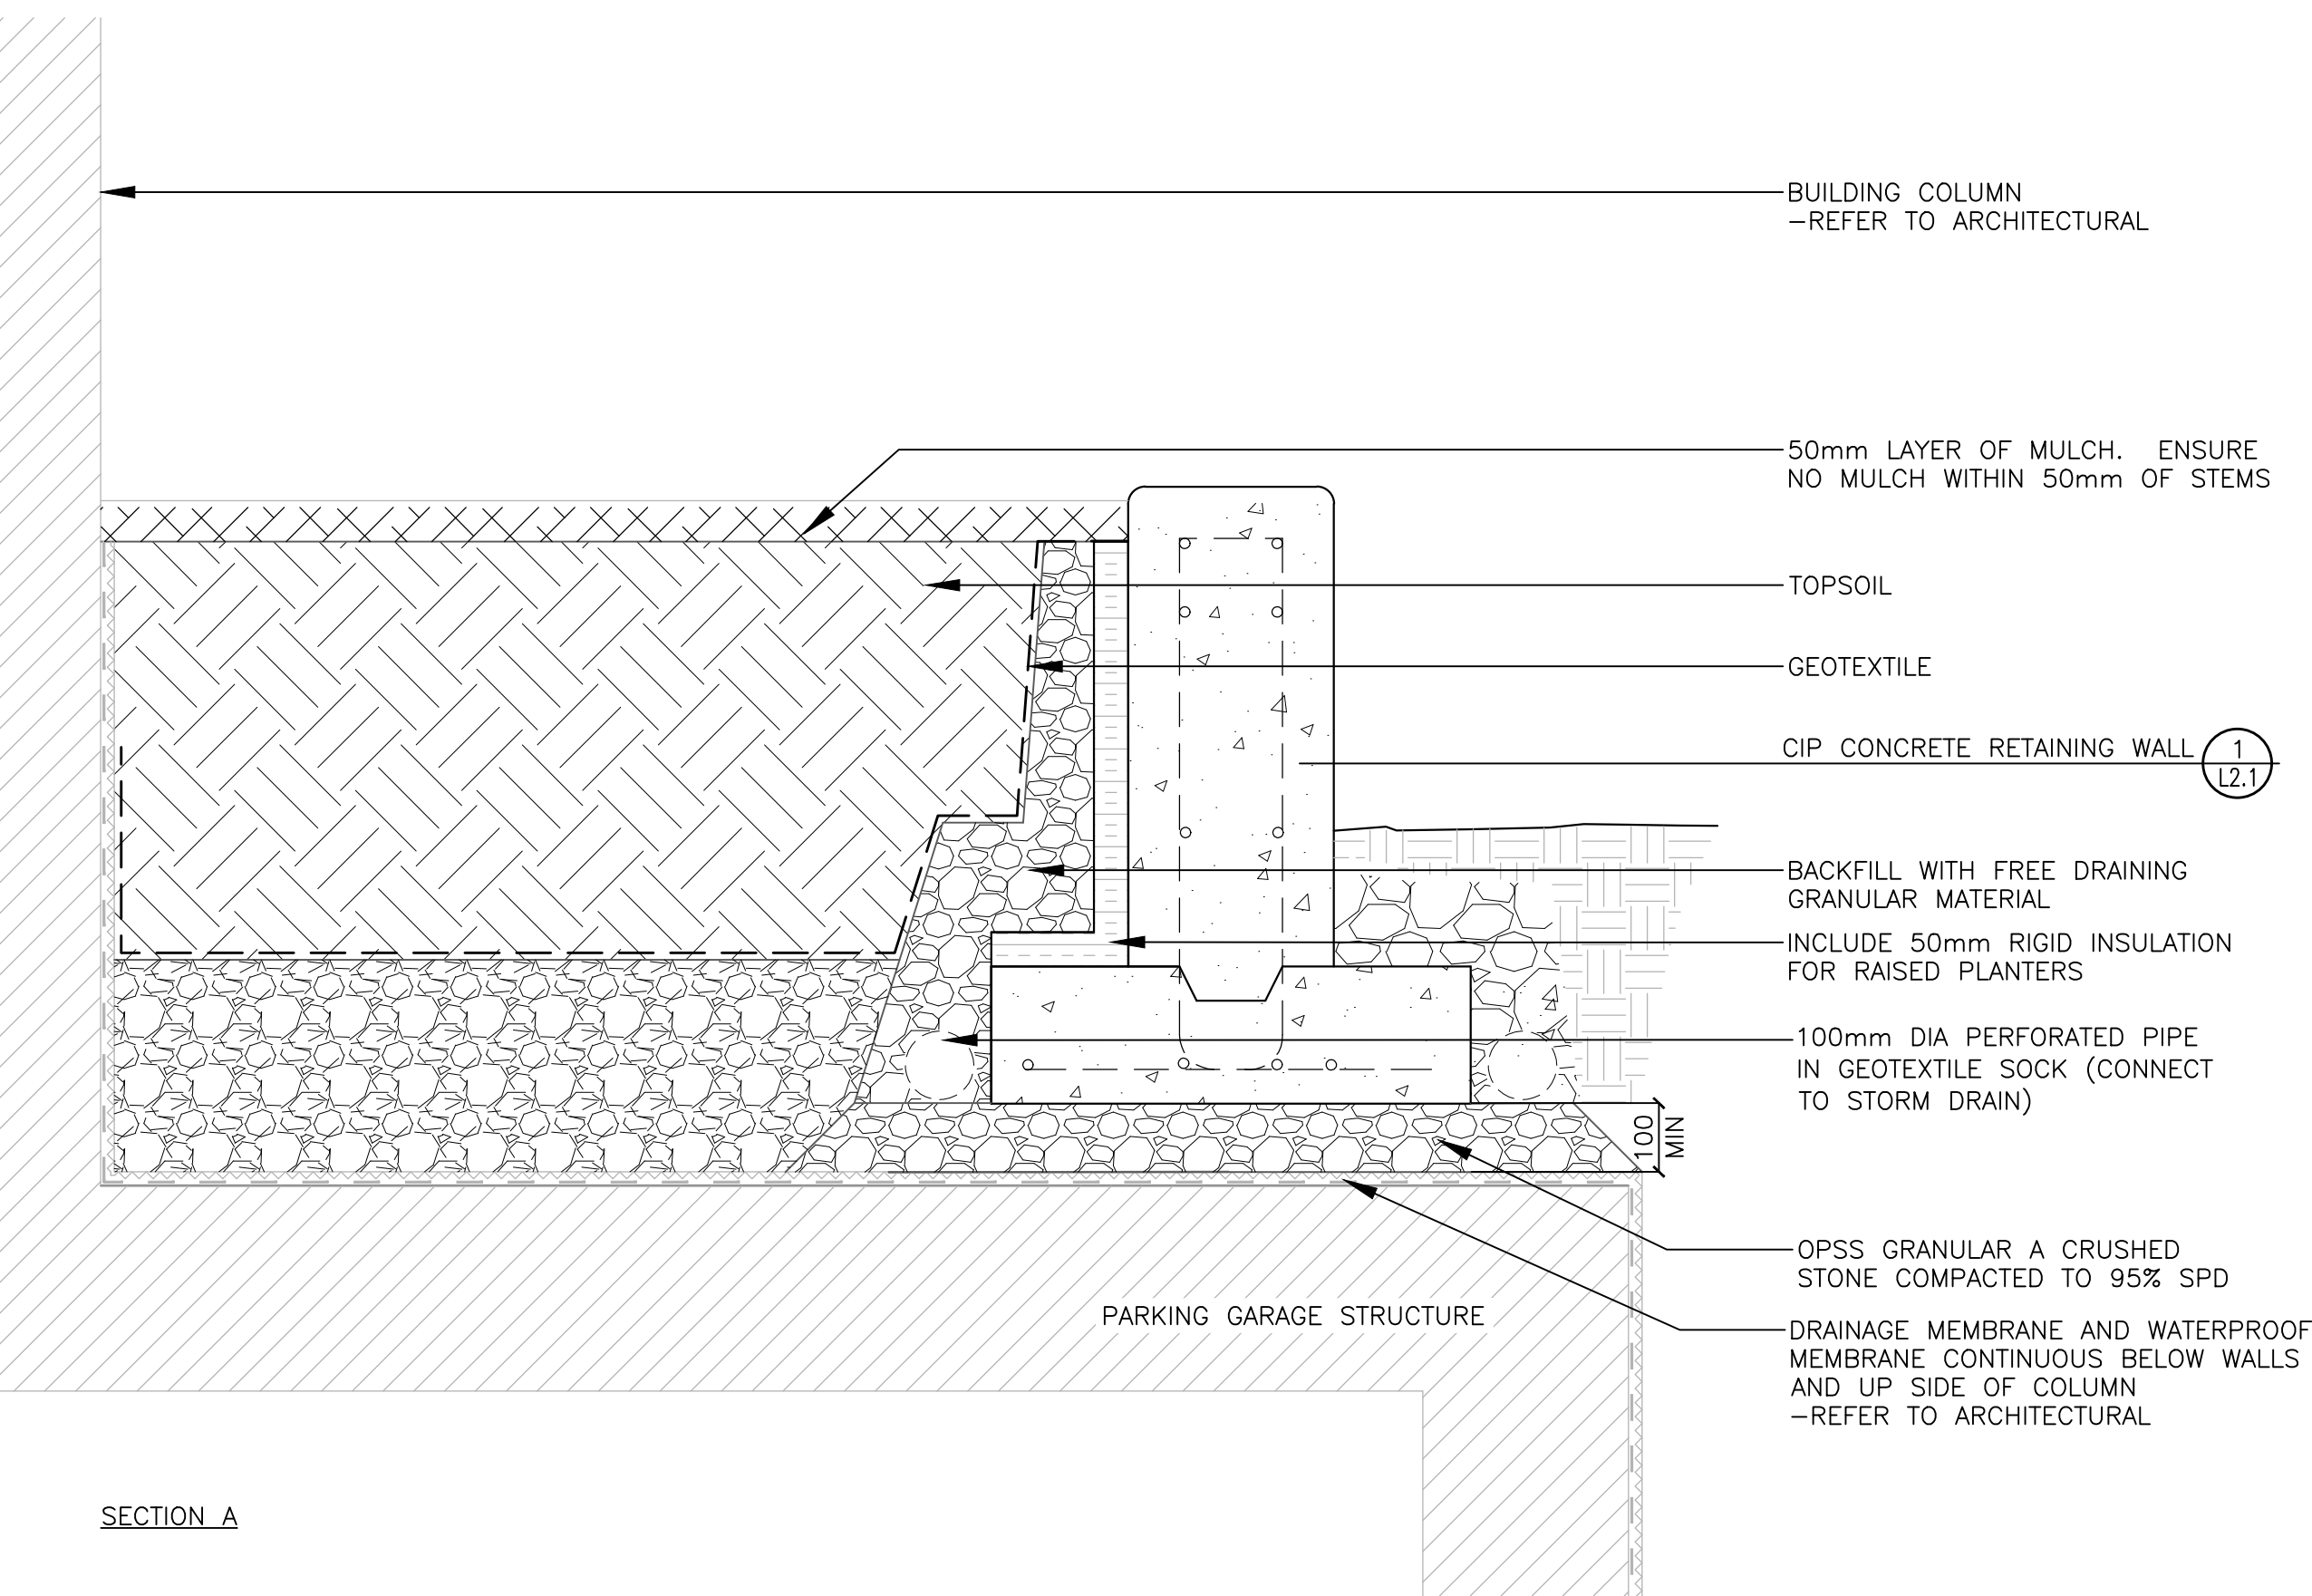 BUILDING COLUMN
-REFER TO ARCHITECTURAL
50mm LAYER OF MULCH. ENSURE
NO MULCH WITHIN 50mm OF STEMS
TOPSOIL
GEOTEXTILE
CIP CONCRETE RETAINING WALL
1
L2.1
BACKFILL WITH FREE DRAINING
GRANULAR MATERIAL
INCLUDE 50mm RIGID INSULATION
FOR RAISED PLANTERS
100mm DIA PERFORATED PIPE
IN GEOTEXTILE SOCK (CONNECT
TO STORM DRAIN)
100
MIN
OPSS GRANULAR A CRUSHED
STONE COMPACTED TO 95% SPD
PARKING GARAGE STRUCTURE
DRAINAGE MEMBRANE AND WATERPROOF
MEMBRANE CONTINUOUS BELOW WALLS
AND UP SIDE OF COLUMN
-REFER TO ARCHITECTURAL
SECTION A